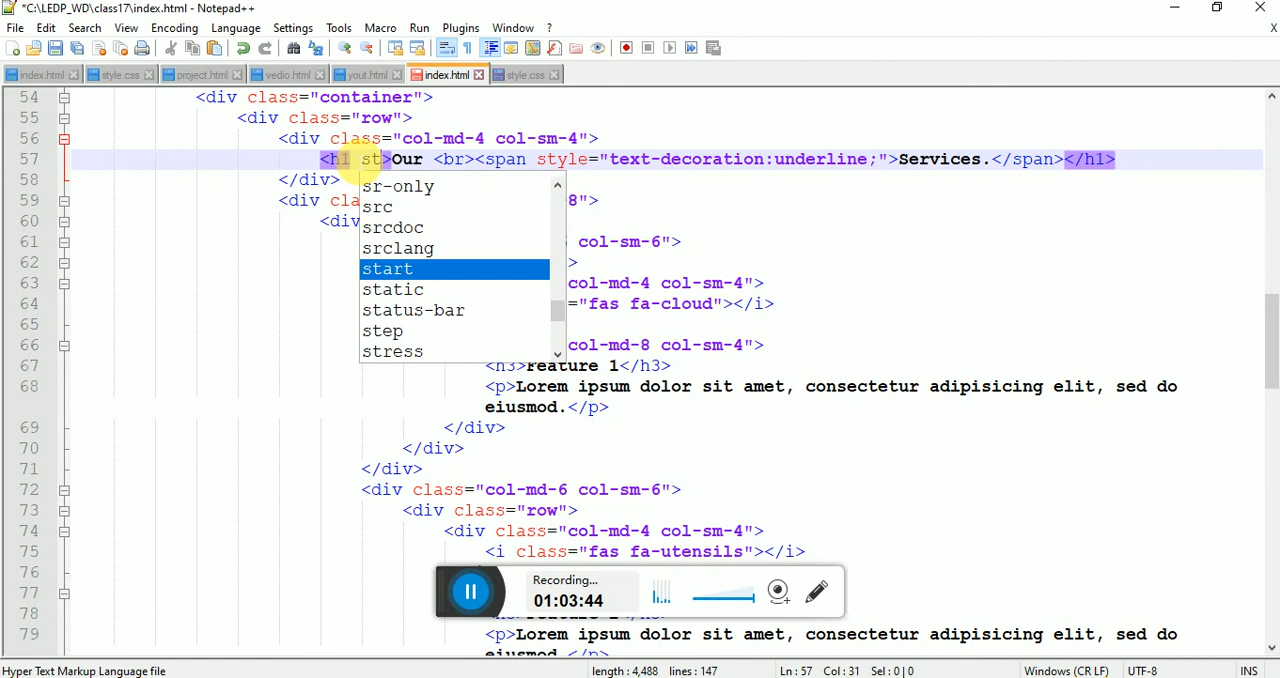 *C:\LEDP_WD\class17\index.html - Notepad++
File Edit Search View Encoding Language Settings Tools Macro Run Plugins Window ? X
index.html style.css project.html vedio.html yout.html index.html style.css
54 <div class="container">
55 <div class="row">
56 <div class="col-md-4 col-sm-4">
57 <h1 st>Our <br><span style="text-decoration:underline;">Services.</span></h1>
58 </div>
59 <div cla 8">
60 <div
61 col-sm-6">
62 >
63 col-md-4 col-sm-4">
64 ="fas fa-cloud"></i>
65
66 col-md-8 col-sm-4">
67 <h3>Feature 1</h3>
68 <p>Lorem ipsum dolor sit amet, consectetur adipisicing elit, sed do
eiusmod.</p>
69 </div>
70 </div>
71 </div>
72 <div class="col-md-6 col-sm-6">
73 <div class="row">
74 <div class="col-md-4 col-sm-4">
75 <i class="fas fa-utensils"></i>
76
77
78
79 <p>Lorem ipsum dolor sit amet, consectetur adipisicing elit, sed do
eiusmod.</p>
sr-only
src
srcdoc
srclang
start
static
status-bar
step
stress
Recording...
01:03:44
Hyper Text Markup Language file length : 4,488 lines : 147 Ln : 57 Col : 31 Sel : 0 | 0 Windows (CR LF) UTF-8 INS